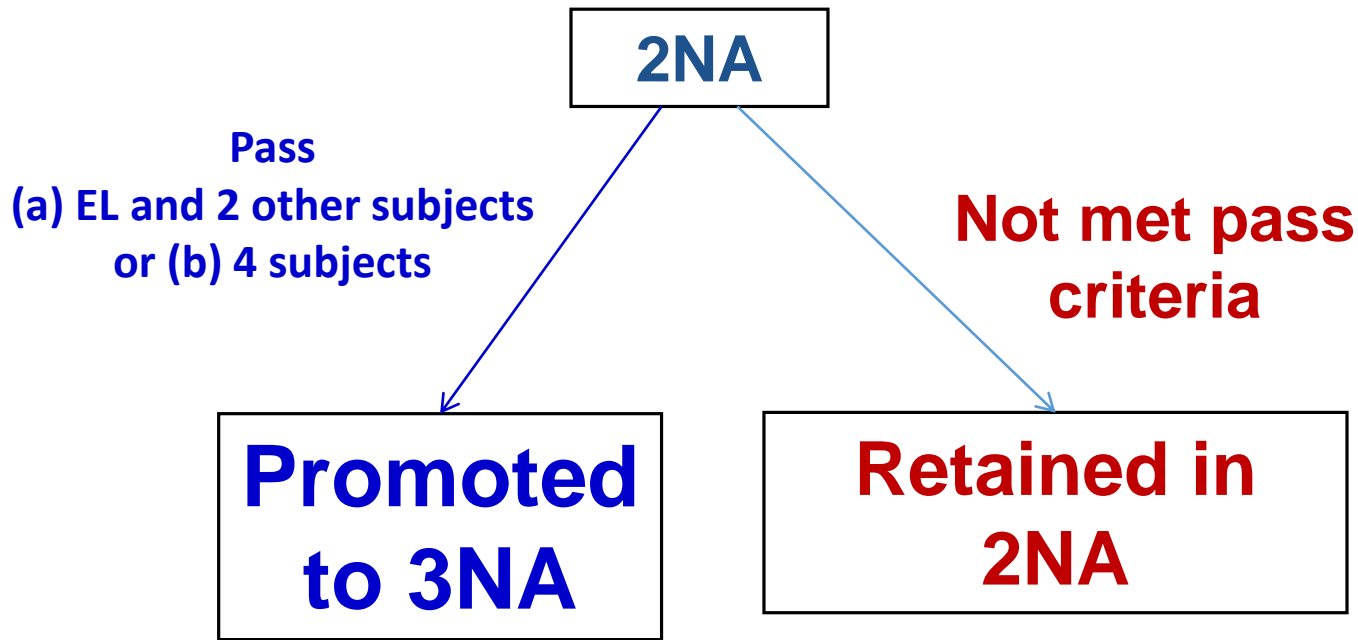 2NA
Pass
(a) EL and 2 other subjects
or (b) 4 subjects
Not met pass
criteria
Promoted
to 3NA
Retained in
2NA